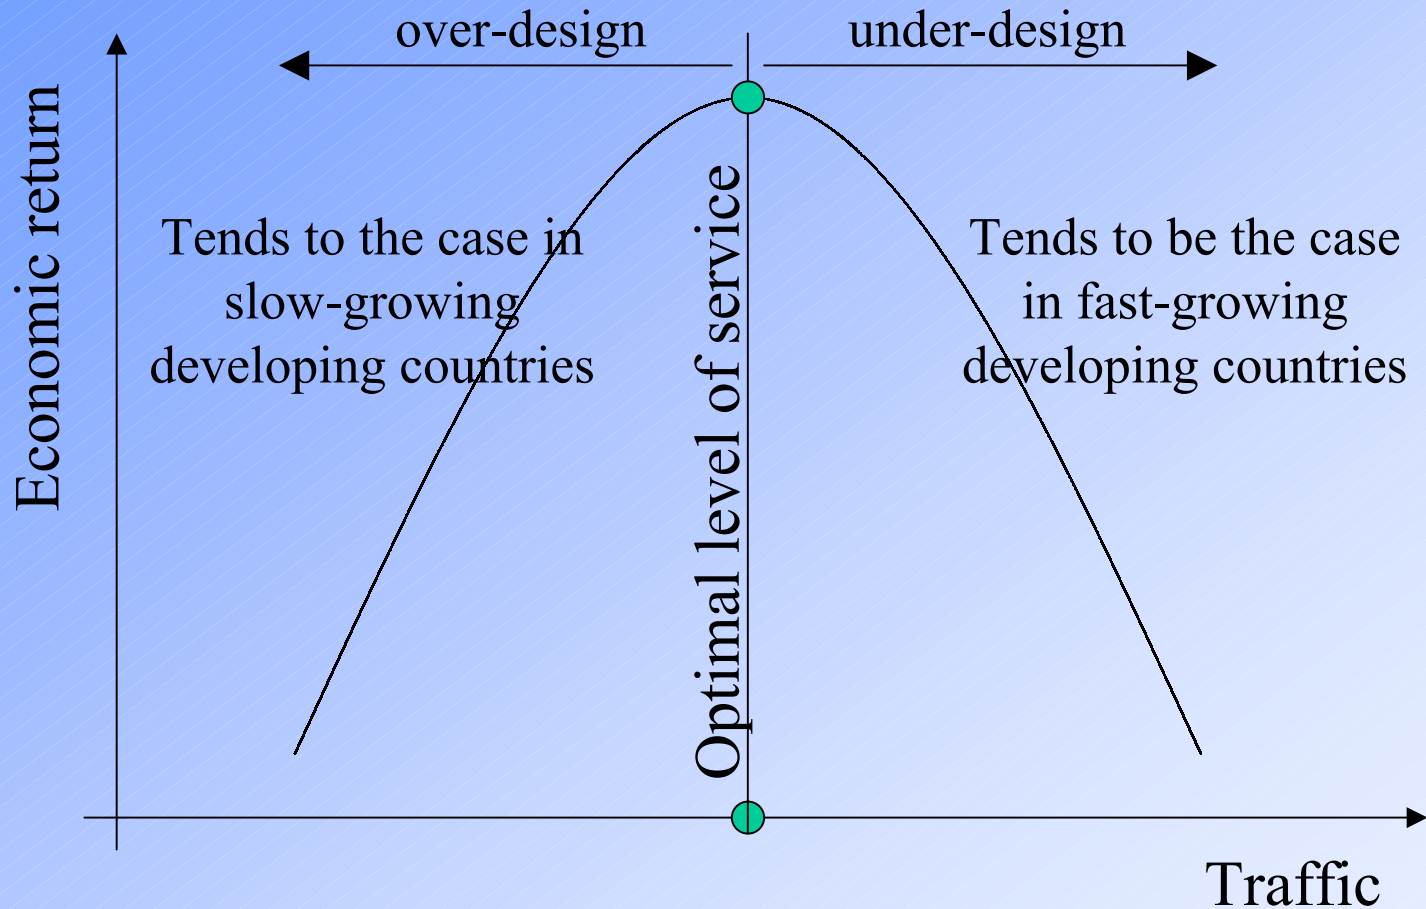 over-design
under-design
Economic return
Tends to the case in
slow-growing
developing countries
Optimal level of service
Tends to be the case
in fast-growing
developing countries
Traffic